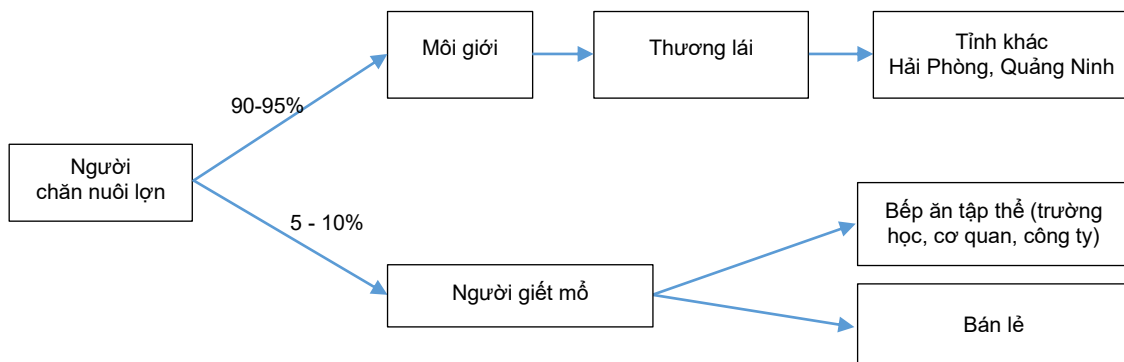 Môi giới
Thương lái
Tỉnh khác
Hải Phòng, Quảng Ninh
90-95%
Người
chăn nuôi lợn
5 - 10%
Bếp ăn tập thể (trường
học, cơ quan, công ty)
Người giết mổ
Bán lẻ